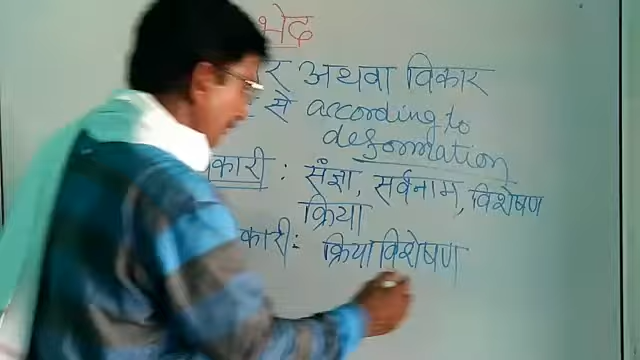 भेद
र अथवा विकार
से according to
deformation
कारी : संज्ञा, सर्वनाम, विशेषण
क्रिया
कारी: क्रियाविशेषण